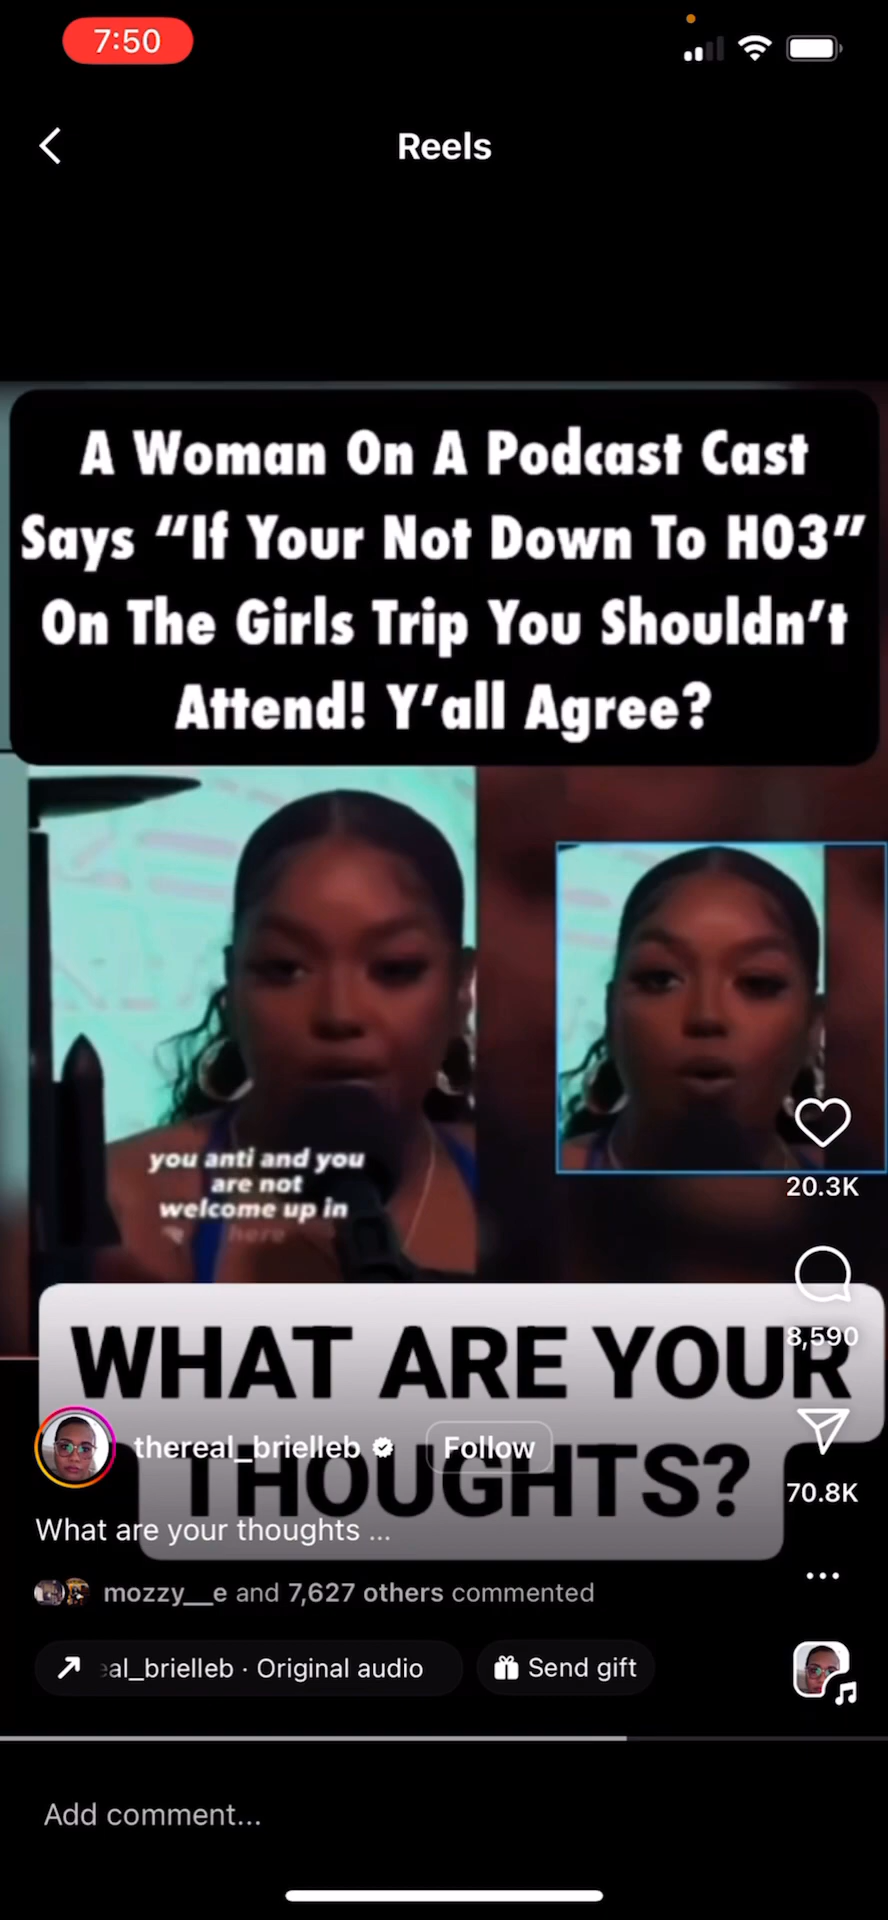 7:50
Reels
A Woman On A Podcast Cast
Says “If Your Not Down To H03”
On The Girls Trip You Shouldn’t
Attend! Y’all Agree?
you anti and you
are not
welcome up in
here
20.3K
WHAT ARE YOUR
THOUGHTS?
8,590
thereal_brielleb
Follow
70.8K
What are your thoughts ...
mozzy__e and 7,627 others commented
eal_brielleb · Original audio
Send gift
Add comment...